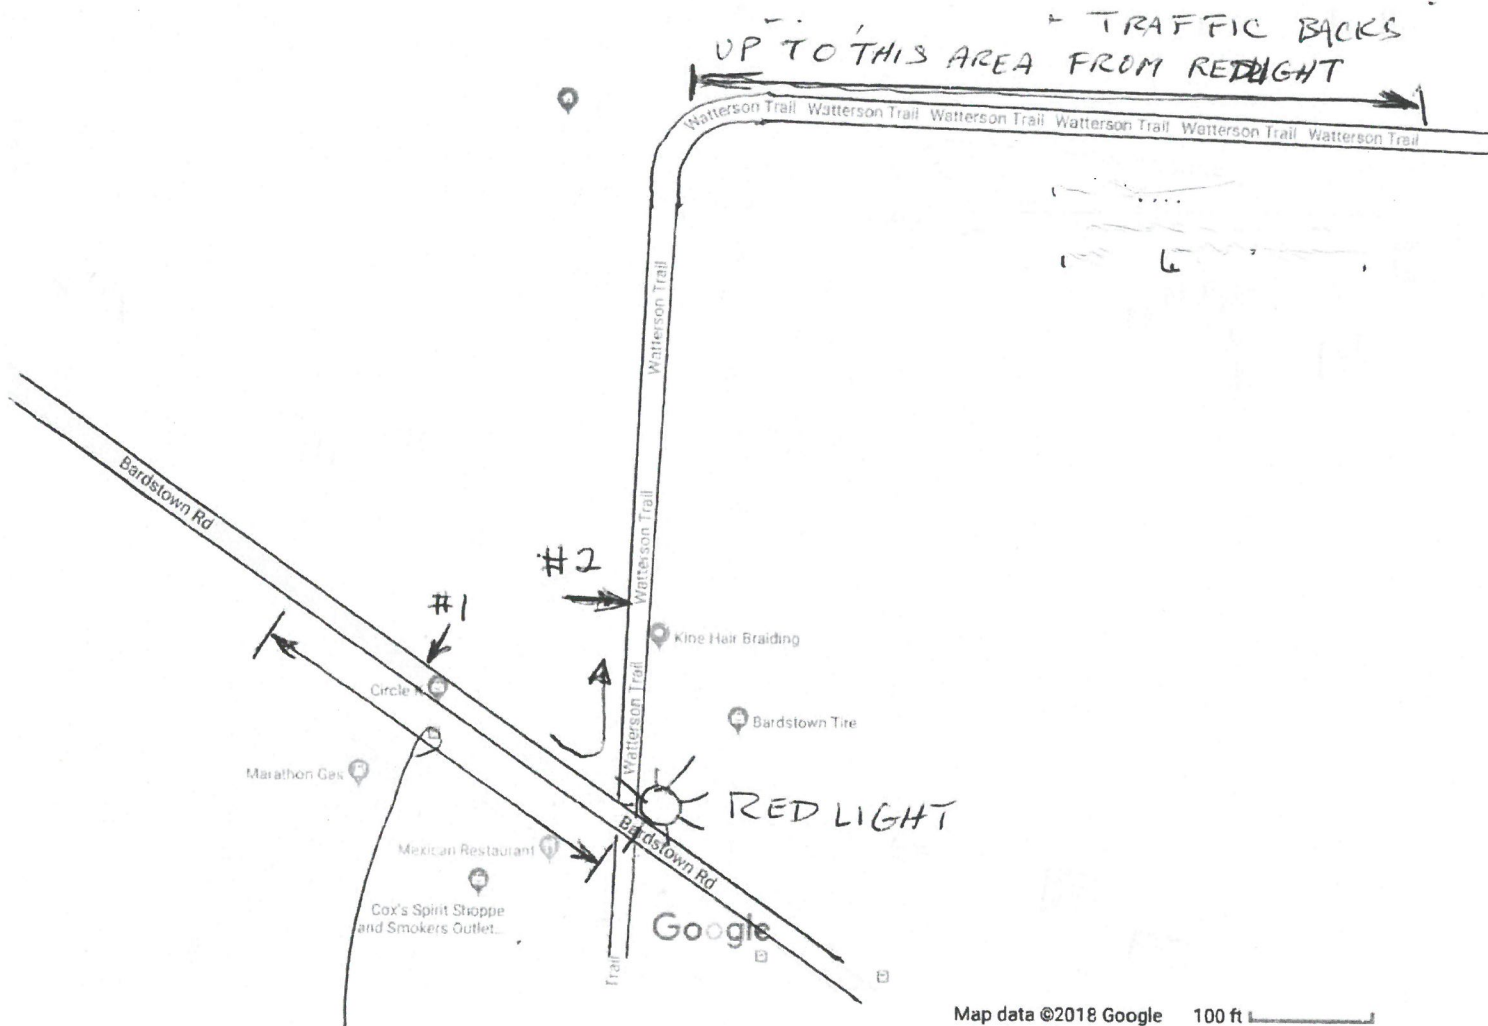 TRAFFIC BACKS
UP TO THIS AREA FROM REDLIGHT
Watterson Trail Watterson Trail Watterson Trail Watterson Trail Watterson Trail Watterson Trail
Watterson Trail
Bardstown Rd
Watterson Trail
#2
#1
Kine Hair Braiding
Circle K
Watterson Trail
Bardstown Tire
Marathon Gas
RED LIGHT
Bardstown Rd
Mexican Restaurant
Cox's Spirit Shoppe
and Smokers Outlet...
Google
Trail
Map data ©2018 Google 100 ft